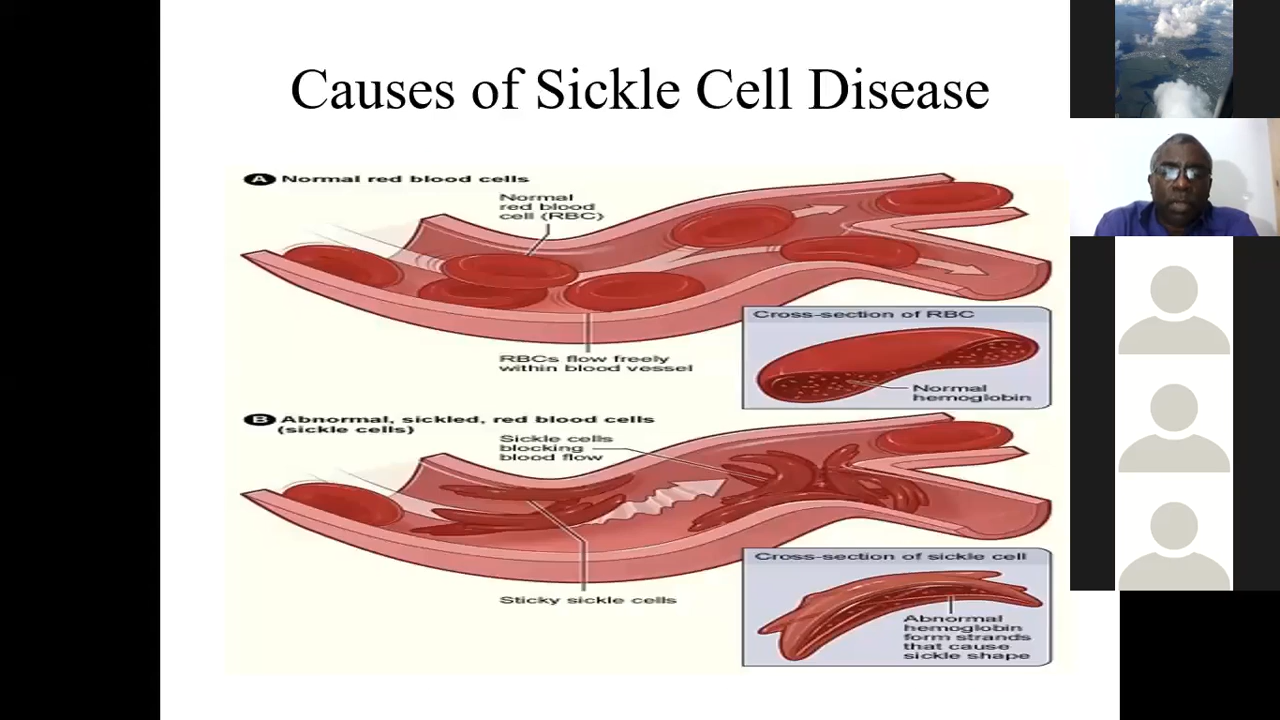 Causes of Sickle Cell Disease
A Normal red blood cells
Normal
red blood
cell (RBC)
RBCs flow freely
within blood vessel
Cross-section of RBC
Normal
hemoglobin
B Abnormal, sickled, red blood cells
(sickle cells)
Sickle cells
blocking
blood flow
Sticky sickle cells
Cross-section of sickle cell
Abnormal
hemoglobin
form strands
that cause
sickle shape